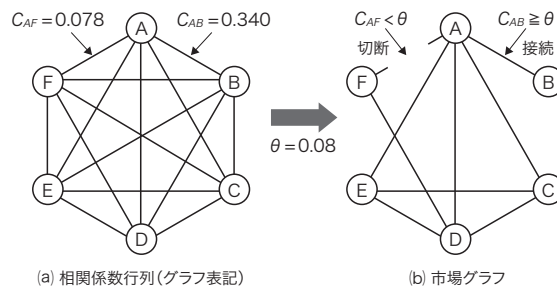 C_AF=0.078
C_AB=0.340
A
B
C
D
E
F
θ=0.08
C_AF<θ
切断
C_AB≧θ
接続
A
B
C
D
E
F
(a) 相関係数行列(グラフ表記)
(b) 市場グラフ